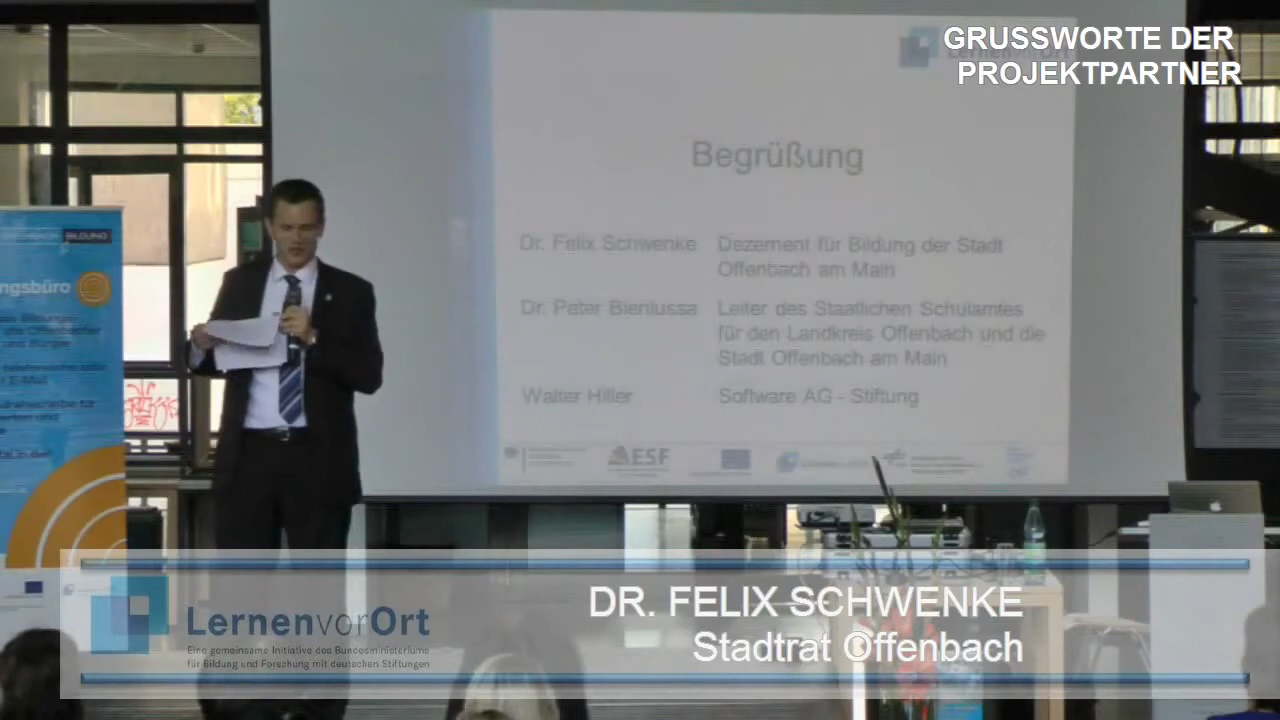 GRUSSWORTE DER
PROJEKTPARTNER
Begrüßung
Dr. Felix Schwenke Dezernent für Bildung der Stadt
Offenbach am Main
Dr. Peter Bieniussa Leiter des Staatlichen Schulamtes
für den Landkreis Offenbach und die
Stadt Offenbach am Main
Walter Hiller Software AG - Stiftung
ESF
BILDUNG
ngsbüro
LernenvorOrt
Eine gemeinsame Initiative des Bundesministeriums
für Bildung und Forschung mit deutschen Stiftungen
DR. FELIX SCHWENKE
Stadtrat Offenbach